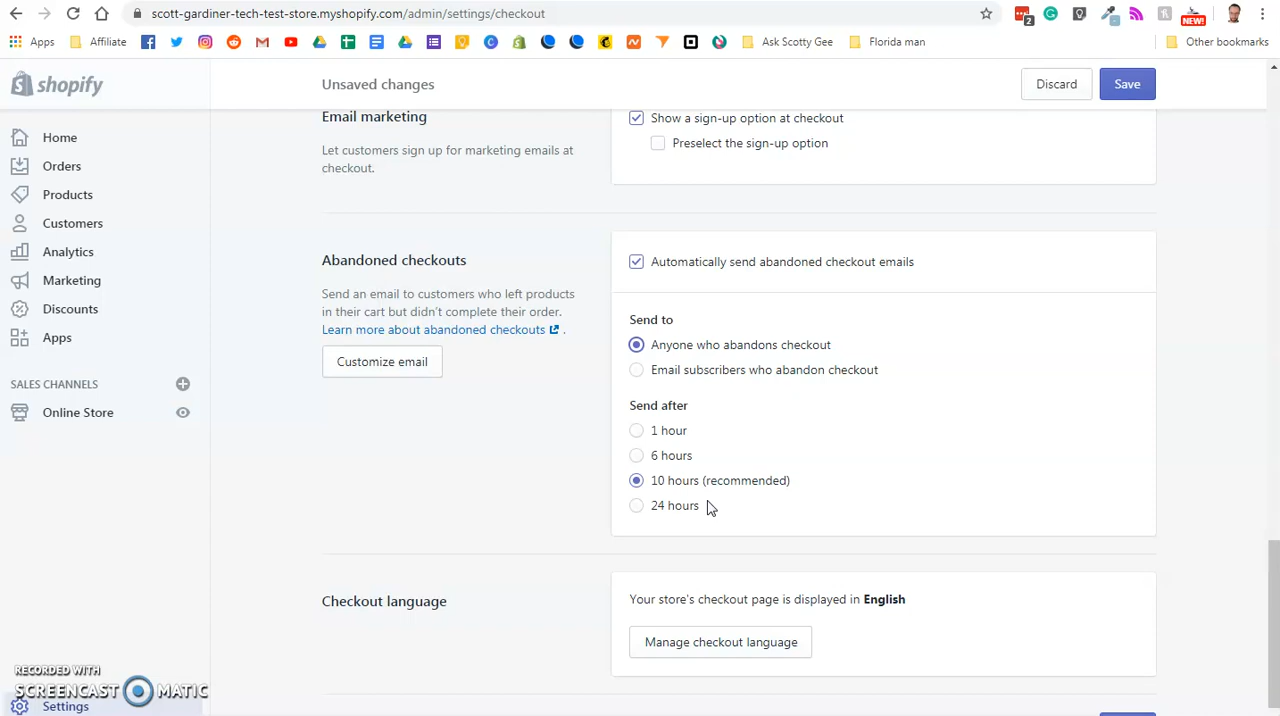 scott-gardiner-tech-test-store.myshopify.com/admin/settings/checkout
2
NEW!
Apps
Affiliate
Ask Scotty Gee
Florida man
Other bookmarks
shopify
Unsaved changes
Discard
Save
Home
Orders
Products
Customers
Analytics
Marketing
Discounts
Apps
SALES CHANNELS
Online Store
Settings
Email marketing
Let customers sign up for marketing emails at
checkout.
Show a sign-up option at checkout
Preselect the sign-up option
Abandoned checkouts
Send an email to customers who left products
in their cart but didn't complete their order.
Learn more about abandoned checkouts .
Customize email
Automatically send abandoned checkout emails
Send to
Anyone who abandons checkout
Email subscribers who abandon checkout
Send after
1 hour
6 hours
10 hours (recommended)
24 hours
Checkout language
Your store's checkout page is displayed in English
Manage checkout language
RECORDED WITH
SCREENCAST MATIC